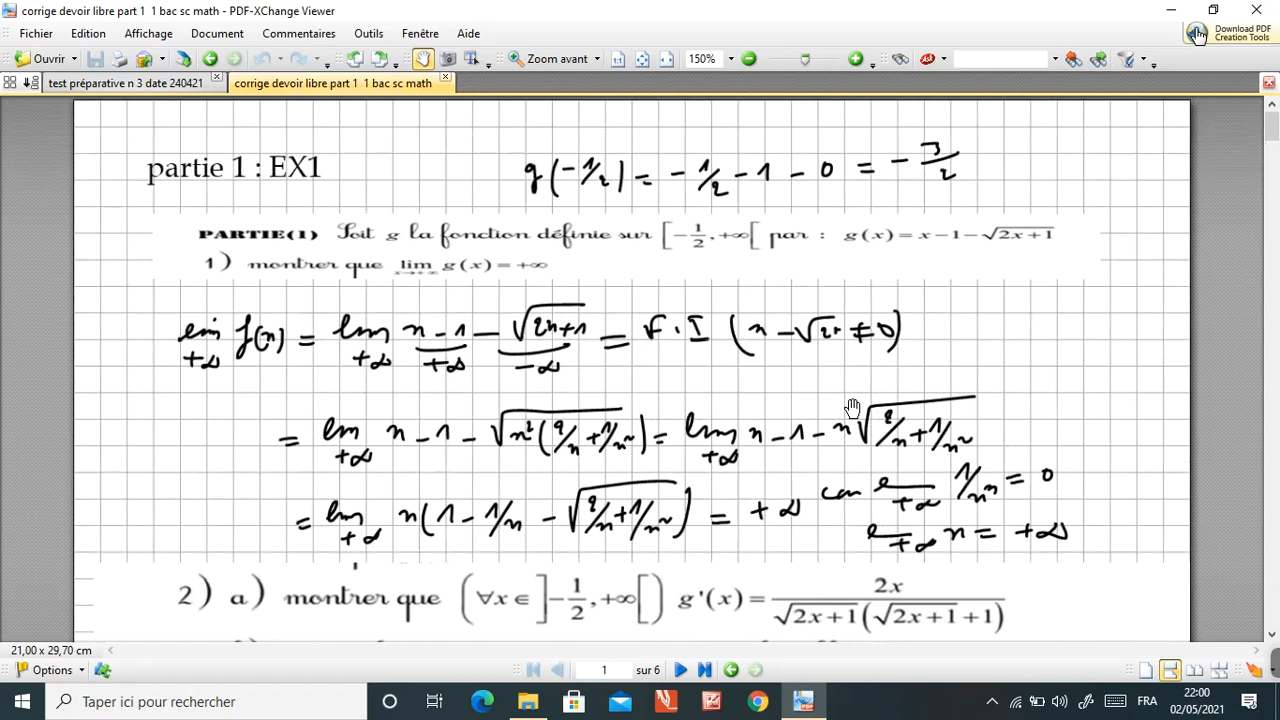 corrige devoir libre part 1 1 bac sc math - PDF-XChange Viewer
Fichier Edition Affichage Document Commentaires Outils Fenêtre Aide
Download PDF
Creation Tools
Ouvrir Zoom avant 150%
test préparative n 3 date 240421 corrige devoir libre part 1 1 bac sc math
partie 1 : EX1
g(-1/2) = -1/2 - 1 - 0 = -3/2
PARTIE(1) Soit g la fonction définie sur [-1/2, +∞[ par : g(x) = x-1-√(2x+1)
1) montrer que lim x→+∞ g(x) = +∞
lim +∞ f(x) = lim +∞ x-1 - √(2x+1) = F.I (x - √2x ≠ 0)
+∞ -∞
= lim +∞ x-1-√(x²(2/x+1/x²)) = lim +∞ x-1-x√(2/x+1/x²)
= lim +∞ x(1-1/x-√(2/x+1/x²)) = +∞ car +∞ 1/xⁿ = 0
+∞ x = +∞
2) a) montrer que (∀x ∈ ]-1/2, +∞[) g'(x) = 2x / √(2x+1)(√(2x+1)+1)
21,00 x 29,70 cm
Options 1 sur 6
Taper ici pour rechercher FRA 22:00
02/05/2021